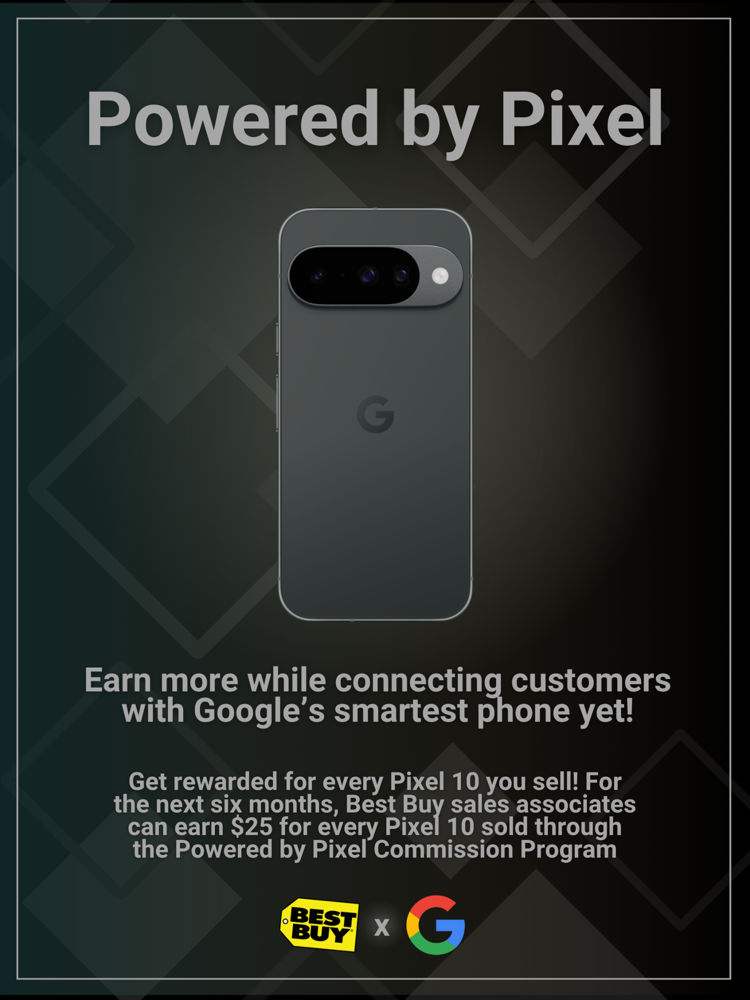 Powered by Pixel
G
Earn more while connecting customers
with Google’s smartest phone yet!
Get rewarded for every Pixel 10 you sell! For
the next six months, Best Buy sales associates
can earn $25 for every Pixel 10 sold through
the Powered by Pixel Commission Program
BEST
BUY®
x
G